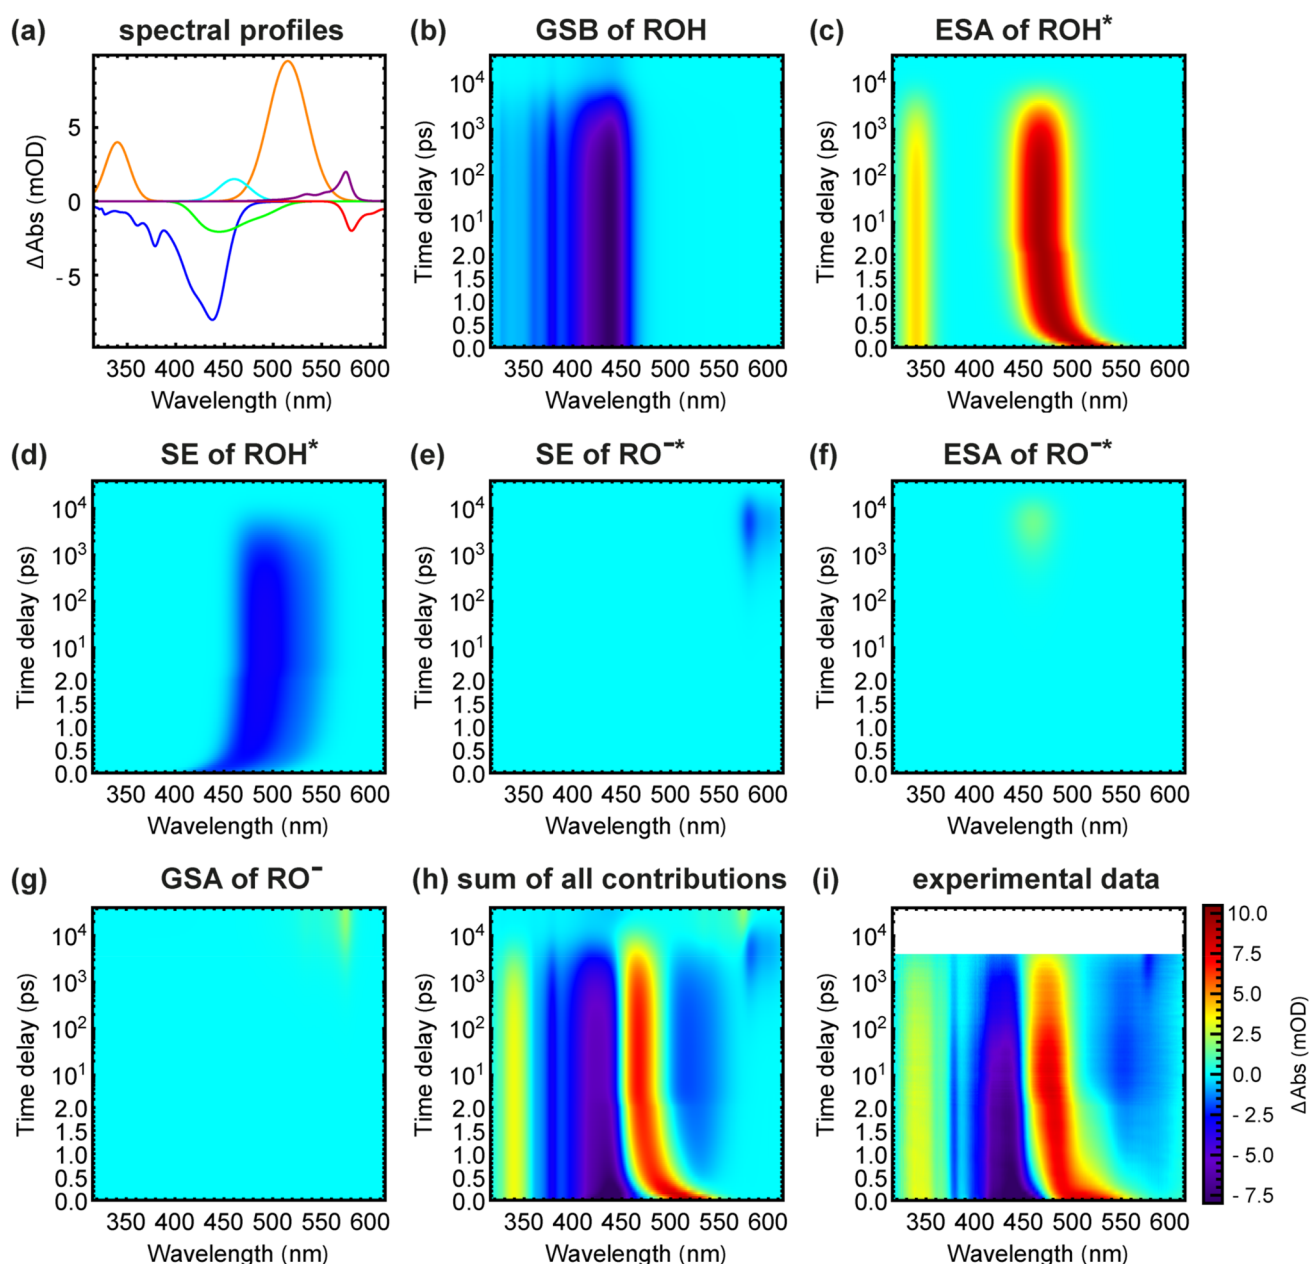 (a) spectral profiles
ΔAbs (mOD)
5
0
- 5
350 400 450 500 550 600
Wavelength (nm)
(b) GSB of ROH
Time delay (ps)
10⁴
10³
10²
10¹
2.0
1.5
1.0
0.5
0.0
350 400 450 500 550 600
Wavelength (nm)
(c) ESA of ROH*
Time delay (ps)
10⁴
10³
10²
10¹
2.0
1.5
1.0
0.5
0.0
350 400 450 500 550 600
Wavelength (nm)
(d) SE of ROH*
Time delay (ps)
10⁴
10³
10²
10¹
2.0
1.5
1.0
0.5
0.0
350 400 450 500 550 600
Wavelength (nm)
(e) SE of RO⁻*
Time delay (ps)
10⁴
10³
10²
10¹
2.0
1.5
1.0
0.5
0.0
350 400 450 500 550 600
Wavelength (nm)
(f) ESA of RO⁻*
Time delay (ps)
10⁴
10³
10²
10¹
2.0
1.5
1.0
0.5
0.0
350 400 450 500 550 600
Wavelength (nm)
(g) GSA of RO⁻
Time delay (ps)
10⁴
10³
10²
10¹
2.0
1.5
1.0
0.5
0.0
350 400 450 500 550 600
Wavelength (nm)
(h) sum of all contributions
Time delay (ps)
10⁴
10³
10²
10¹
2.0
1.5
1.0
0.5
0.0
350 400 450 500 550 600
Wavelength (nm)
(i) experimental data
Time delay (ps)
10⁴
10³
10²
10¹
2.0
1.5
1.0
0.5
0.0
350 400 450 500 550 600
Wavelength (nm)
10.0
7.5
5.0
2.5
0.0
- 2.5
- 5.0
- 7.5
ΔAbs (mOD)